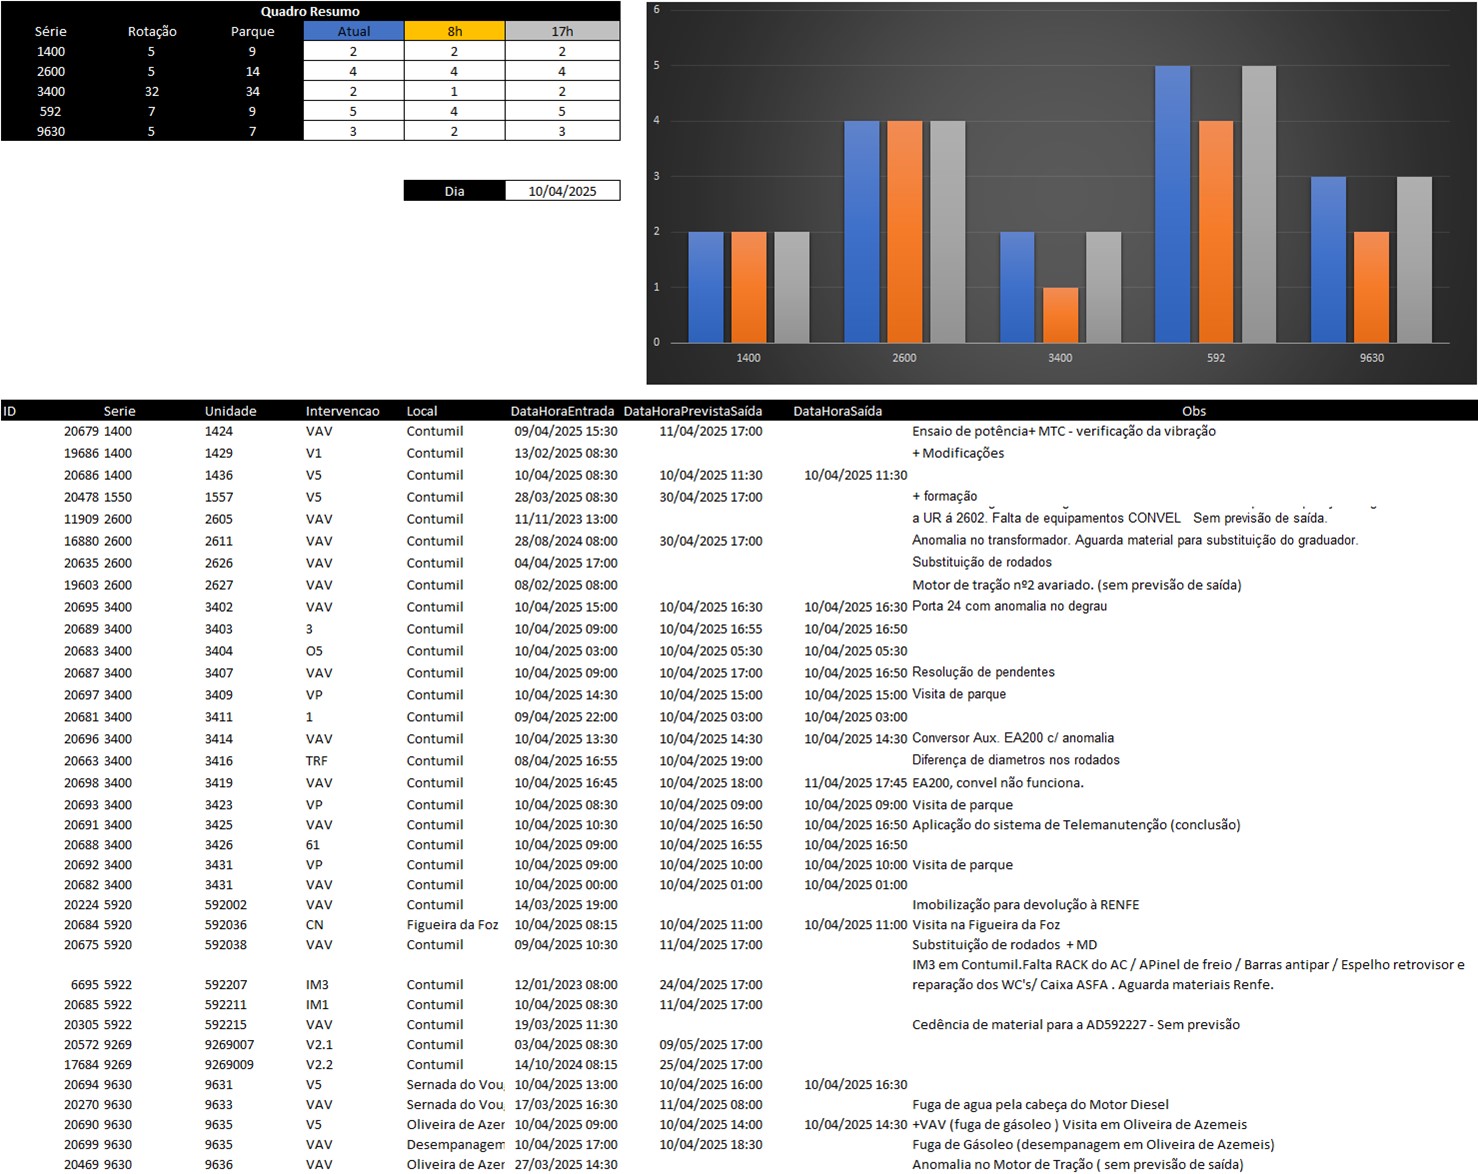 Quadro Resumo
Série Rotação Parque Atual 8h 17h
1400 5 9 2 2 2
2600 5 14 4 4 4
3400 32 34 2 1 2
592 7 9 5 4 5
9630 5 7 3 2 3
Dia 10/04/2025
6
5
4
3
2
1
0
1400 2600 3400 592 9630
ID Serie Unidade Intervencao Local DataHoraEntrada DataHoraPrevistaSaída DataHoraSaída Obs
20679 1400 1424 VAV Contumil 09/04/2025 15:30 11/04/2025 17:00 Ensaio de potência+ MTC - verificação da vibração
19686 1400 1429 V1 Contumil 13/02/2025 08:30 + Modificações
20686 1400 1436 V5 Contumil 10/04/2025 08:30 10/04/2025 11:30 10/04/2025 11:30
20478 1550 1557 V5 Contumil 28/03/2025 08:30 30/04/2025 17:00 + formação
11909 2600 2605 VAV Contumil 11/11/2023 13:00 a UR á 2602. Falta de equipamentos CONVEL Sem previsão de saída.
16880 2600 2611 VAV Contumil 28/08/2024 08:00 30/04/2025 17:00 Anomalia no transformador. Aguarda material para substituição do graduador.
20635 2600 2626 VAV Contumil 04/04/2025 17:00 Substituição de rodados
19603 2600 2627 VAV Contumil 08/02/2025 08:00 Motor de tração nº2 avariado. (sem previsão de saída)
20695 3400 3402 VAV Contumil 10/04/2025 15:00 10/04/2025 16:30 10/04/2025 16:30 Porta 24 com anomalia no degrau
20689 3400 3403 3 Contumil 10/04/2025 09:00 10/04/2025 16:55 10/04/2025 16:50
20683 3400 3404 O5 Contumil 10/04/2025 03:00 10/04/2025 05:30 10/04/2025 05:30
20687 3400 3407 VAV Contumil 10/04/2025 09:00 10/04/2025 17:00 10/04/2025 16:50 Resolução de pendentes
20697 3400 3409 VP Contumil 10/04/2025 14:30 10/04/2025 15:00 10/04/2025 15:00 Visita de parque
20681 3400 3411 1 Contumil 09/04/2025 22:00 10/04/2025 03:00 10/04/2025 03:00
20696 3400 3414 VAV Contumil 10/04/2025 13:30 10/04/2025 14:30 10/04/2025 14:30 Conversor Aux. EA200 c/ anomalia
20663 3400 3416 TRF Contumil 08/04/2025 16:55 10/04/2025 19:00 Diferença de diametros nos rodados
20698 3400 3419 VAV Contumil 10/04/2025 16:45 10/04/2025 18:00 11/04/2025 17:45 EA200, convel não funciona.
20693 3400 3423 VP Contumil 10/04/2025 08:30 10/04/2025 09:00 10/04/2025 09:00 Visita de parque
20691 3400 3425 VAV Contumil 10/04/2025 10:30 10/04/2025 16:50 10/04/2025 16:50 Aplicação do sistema de Telemanutenção (conclusão)
20688 3400 3426 61 Contumil 10/04/2025 09:00 10/04/2025 16:55 10/04/2025 16:50
20692 3400 3431 VP Contumil 10/04/2025 09:00 10/04/2025 10:00 10/04/2025 10:00 Visita de parque
20682 3400 3431 VAV Contumil 10/04/2025 00:00 10/04/2025 01:00 10/04/2025 01:00
20224 5920 592002 VAV Contumil 14/03/2025 19:00 Imobilização para devolução à RENFE
20684 5920 592036 CN Figueira da Foz 10/04/2025 08:15 10/04/2025 11:00 10/04/2025 11:00 Visita na Figueira da Foz
20675 5920 592038 VAV Contumil 09/04/2025 10:30 11/04/2025 17:00 Substituição de rodados + MD
IM3 em Contumil.Falta RACK do AC / APinel de freio / Barras antipar / Espelho retrovisor e
6695 5922 592207 IM3 Contumil 12/01/2023 08:00 24/04/2025 17:00 reparação dos WC's/ Caixa ASFA . Aguarda materiais Renfe.
20685 5922 592211 IM1 Contumil 10/04/2025 08:30 11/04/2025 17:00
20305 5922 592215 VAV Contumil 19/03/2025 11:30 Cedência de material para a AD592227 - Sem previsão
20572 9269 9269007 V2.1 Contumil 03/04/2025 08:30 09/05/2025 17:00
17684 9269 9269009 V2.2 Contumil 14/10/2024 08:15 25/04/2025 17:00
20694 9630 9631 V5 Sernada do Vou 10/04/2025 13:00 10/04/2025 16:00 10/04/2025 16:30
20270 9630 9633 VAV Sernada do Vou 17/03/2025 16:30 11/04/2025 08:00 Fuga de agua pela cabeça do Motor Diesel
20690 9630 9635 V5 Oliveira de Azer 10/04/2025 09:00 10/04/2025 14:00 10/04/2025 14:30 +VAV (fuga de gásoleo ) Visita em Oliveira de Azemeis
20699 9630 9635 VAV Desempanagem 10/04/2025 17:00 10/04/2025 18:30 Fuga de Gásoleo (desempanagem em Oliveira de Azemeis)
20469 9630 9636 VAV Oliveira de Azer 27/03/2025 14:30 Anomalia no Motor de Tração ( sem previsão de saída)